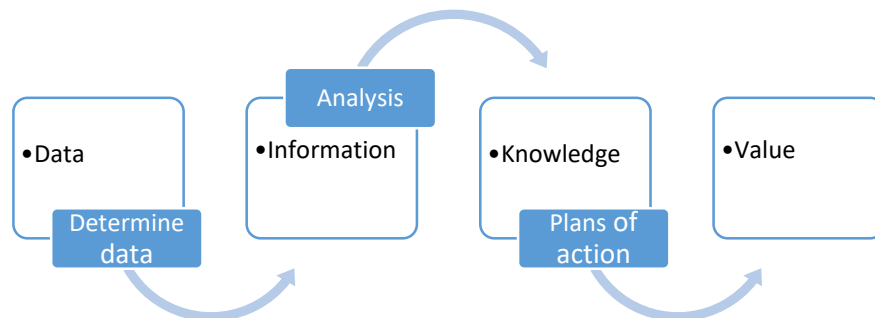 •Data
Determine
data
Analysis
•Information
•Knowledge
Plans of
action
•Value